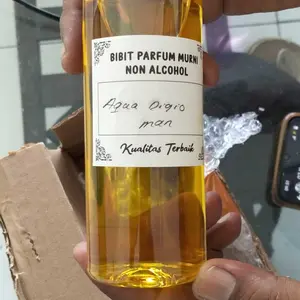 BIBIT PARFUM MURNI
NON ALCOHOL
Aqua Digio
man
Kualitas Terbaik